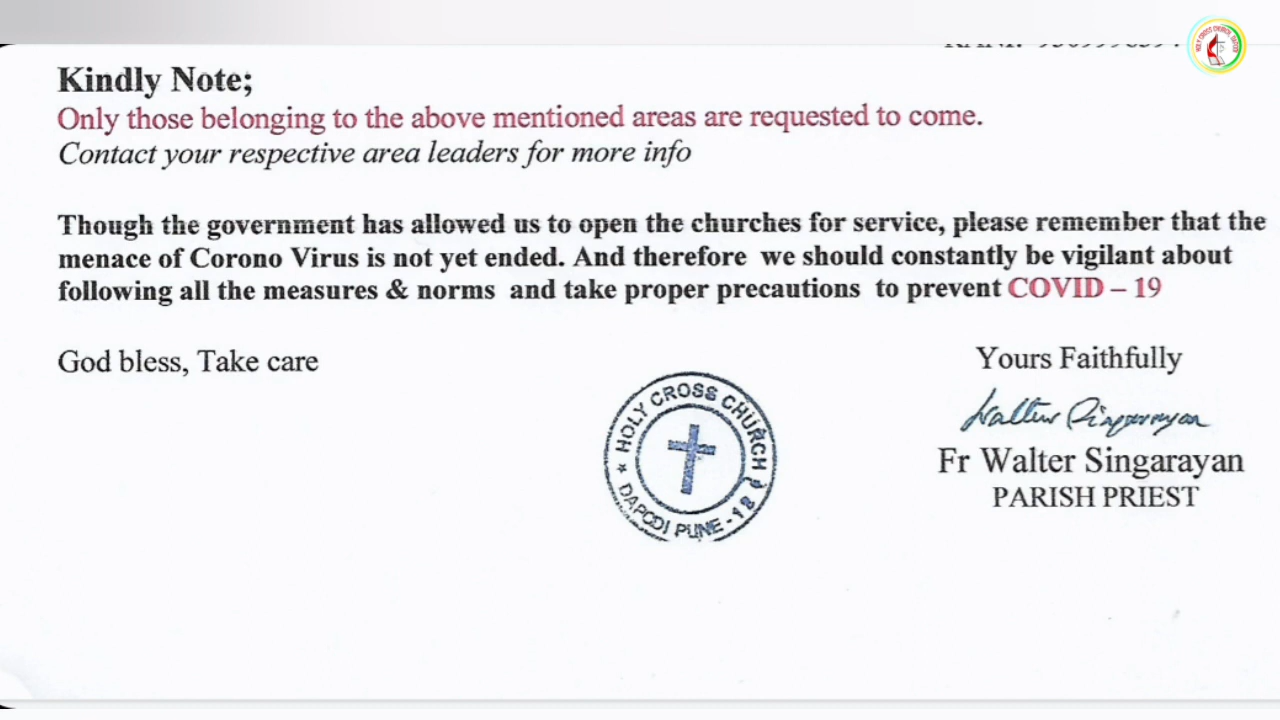 Kindly Note;
Only those belonging to the above mentioned areas are requested to come.
Contact your respective area leaders for more info
Though the government has allowed us to open the churches for service, please remember that the
menace of Corono Virus is not yet ended. And therefore we should constantly be vigilant about
following all the measures & norms and take proper precautions to prevent COVID – 19
God bless, Take care
Yours Faithfully
Walter Singarayan
Fr Walter Singarayan
PARISH PRIEST
★ HOLY CROSS CHURCH
DAPODI PUNE - 12
HOLY CROSS CHURCH